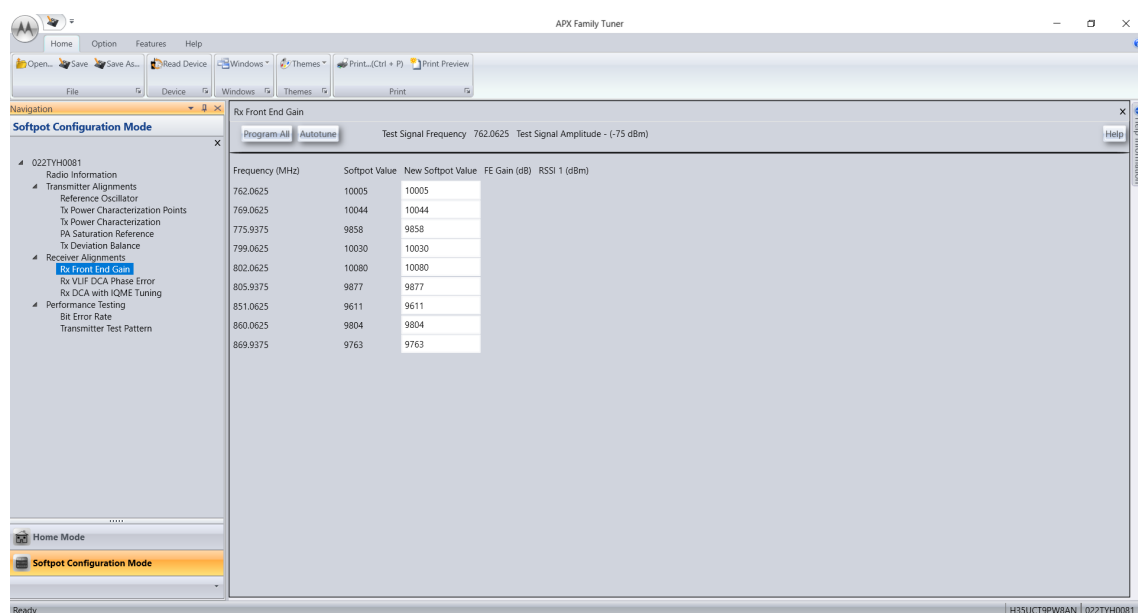 APX Family Tuner
Home Option Features Help
Open... Save Save As... Read Device Windows Themes Print...(Ctrl + P) Print Preview
File Device Windows Themes Print
Navigation
Softpot Configuration Mode
022TYH0081
Radio Information
Transmitter Alignments
Reference Oscillator
Tx Power Characterization Points
Tx Power Characterization
PA Saturation Reference
Tx Deviation Balance
Receiver Alignments
Rx Front End Gain
Rx VLIF DCA Phase Error
Rx DCA with IQME Tuning
Performance Testing
Bit Error Rate
Transmitter Test Pattern
Home Mode
Softpot Configuration Mode
Rx Front End Gain
Program All Autotune Test Signal Frequency 762.0625 Test Signal Amplitude - (-75 dBm) Help
Frequency (MHz) Softpot Value New Softpot Value FE Gain (dB) RSSI 1 (dBm)
762.0625 10005 10005
769.0625 10044 10044
775.9375 9858 9858
799.0625 10030 10030
802.0625 10080 10080
805.9375 9877 9877
851.0625 9611 9611
860.0625 9804 9804
869.9375 9763 9763
Help Information
Ready H35UCT9PW8AN 022TYH0081